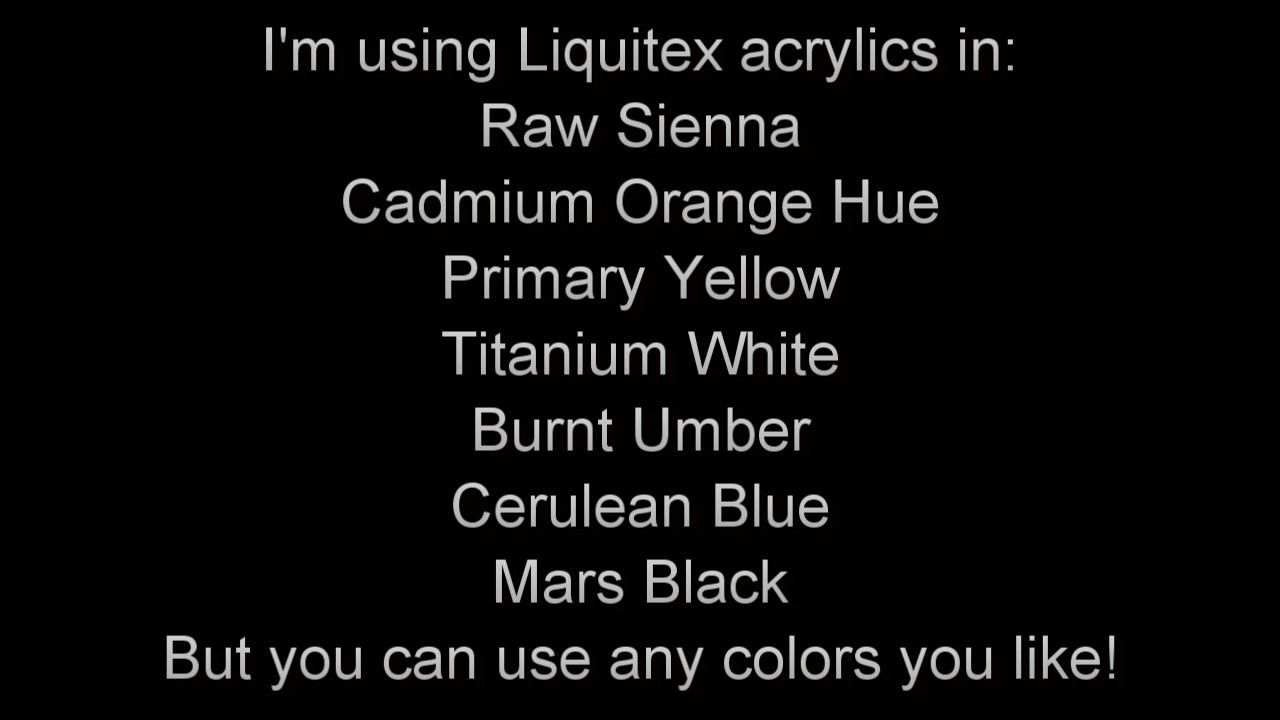 I'm using Liquitex acrylics in:
Raw Sienna
Cadmium Orange Hue
Primary Yellow
Titanium White
Burnt Umber
Cerulean Blue
Mars Black
But you can use any colors you like!